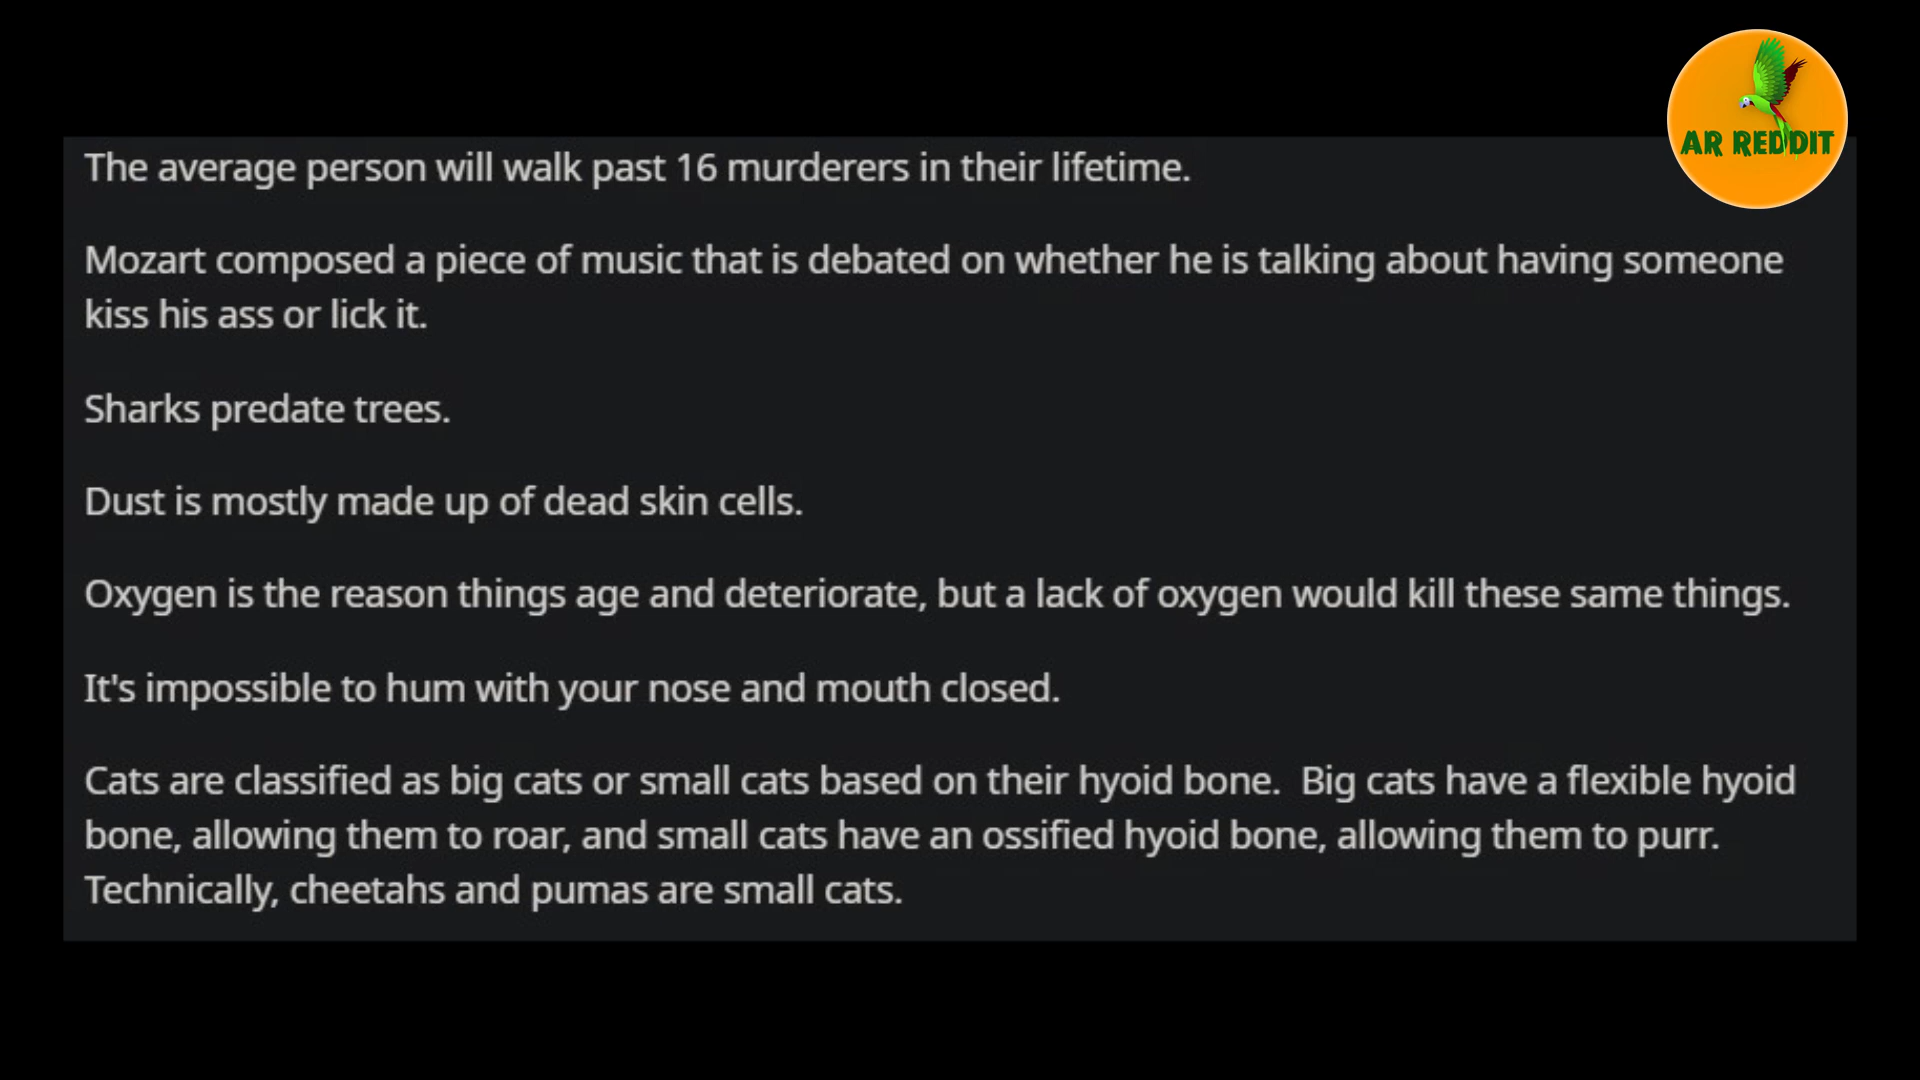 AR REDDIT
The average person will walk past 16 murderers in their lifetime.
Mozart composed a piece of music that is debated on whether he is talking about having someone
kiss his ass or lick it.
Sharks predate trees.
Dust is mostly made up of dead skin cells.
Oxygen is the reason things age and deteriorate, but a lack of oxygen would kill these same things.
It's impossible to hum with your nose and mouth closed.
Cats are classified as big cats or small cats based on their hyoid bone.  Big cats have a flexible hyoid
bone, allowing them to roar, and small cats have an ossified hyoid bone, allowing them to purr.
Technically, cheetahs and pumas are small cats.